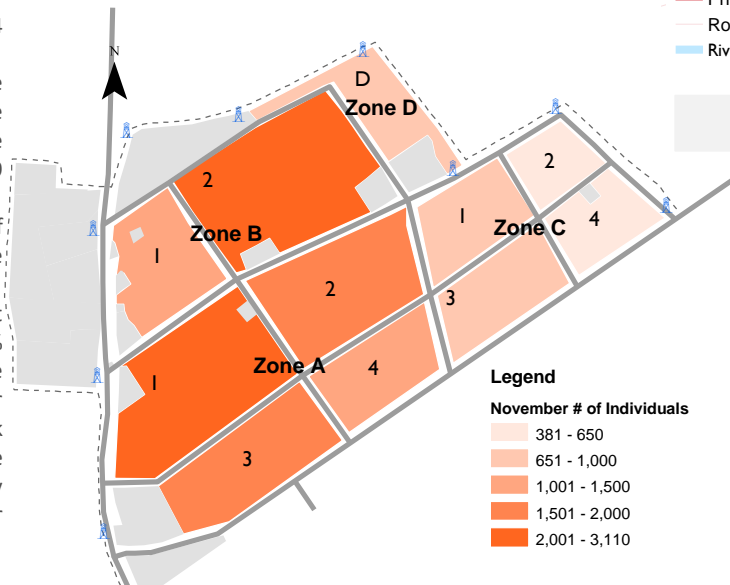 N
D
Zone D
2
2
1
Zone C
4
Zone B
1
2
3
Zone A
1
4
3
Ro
Riv
Legend
November # of Individuals
381 - 650
651 - 1,000
1,001 - 1,500
1,501 - 2,000
2,001 - 3,110